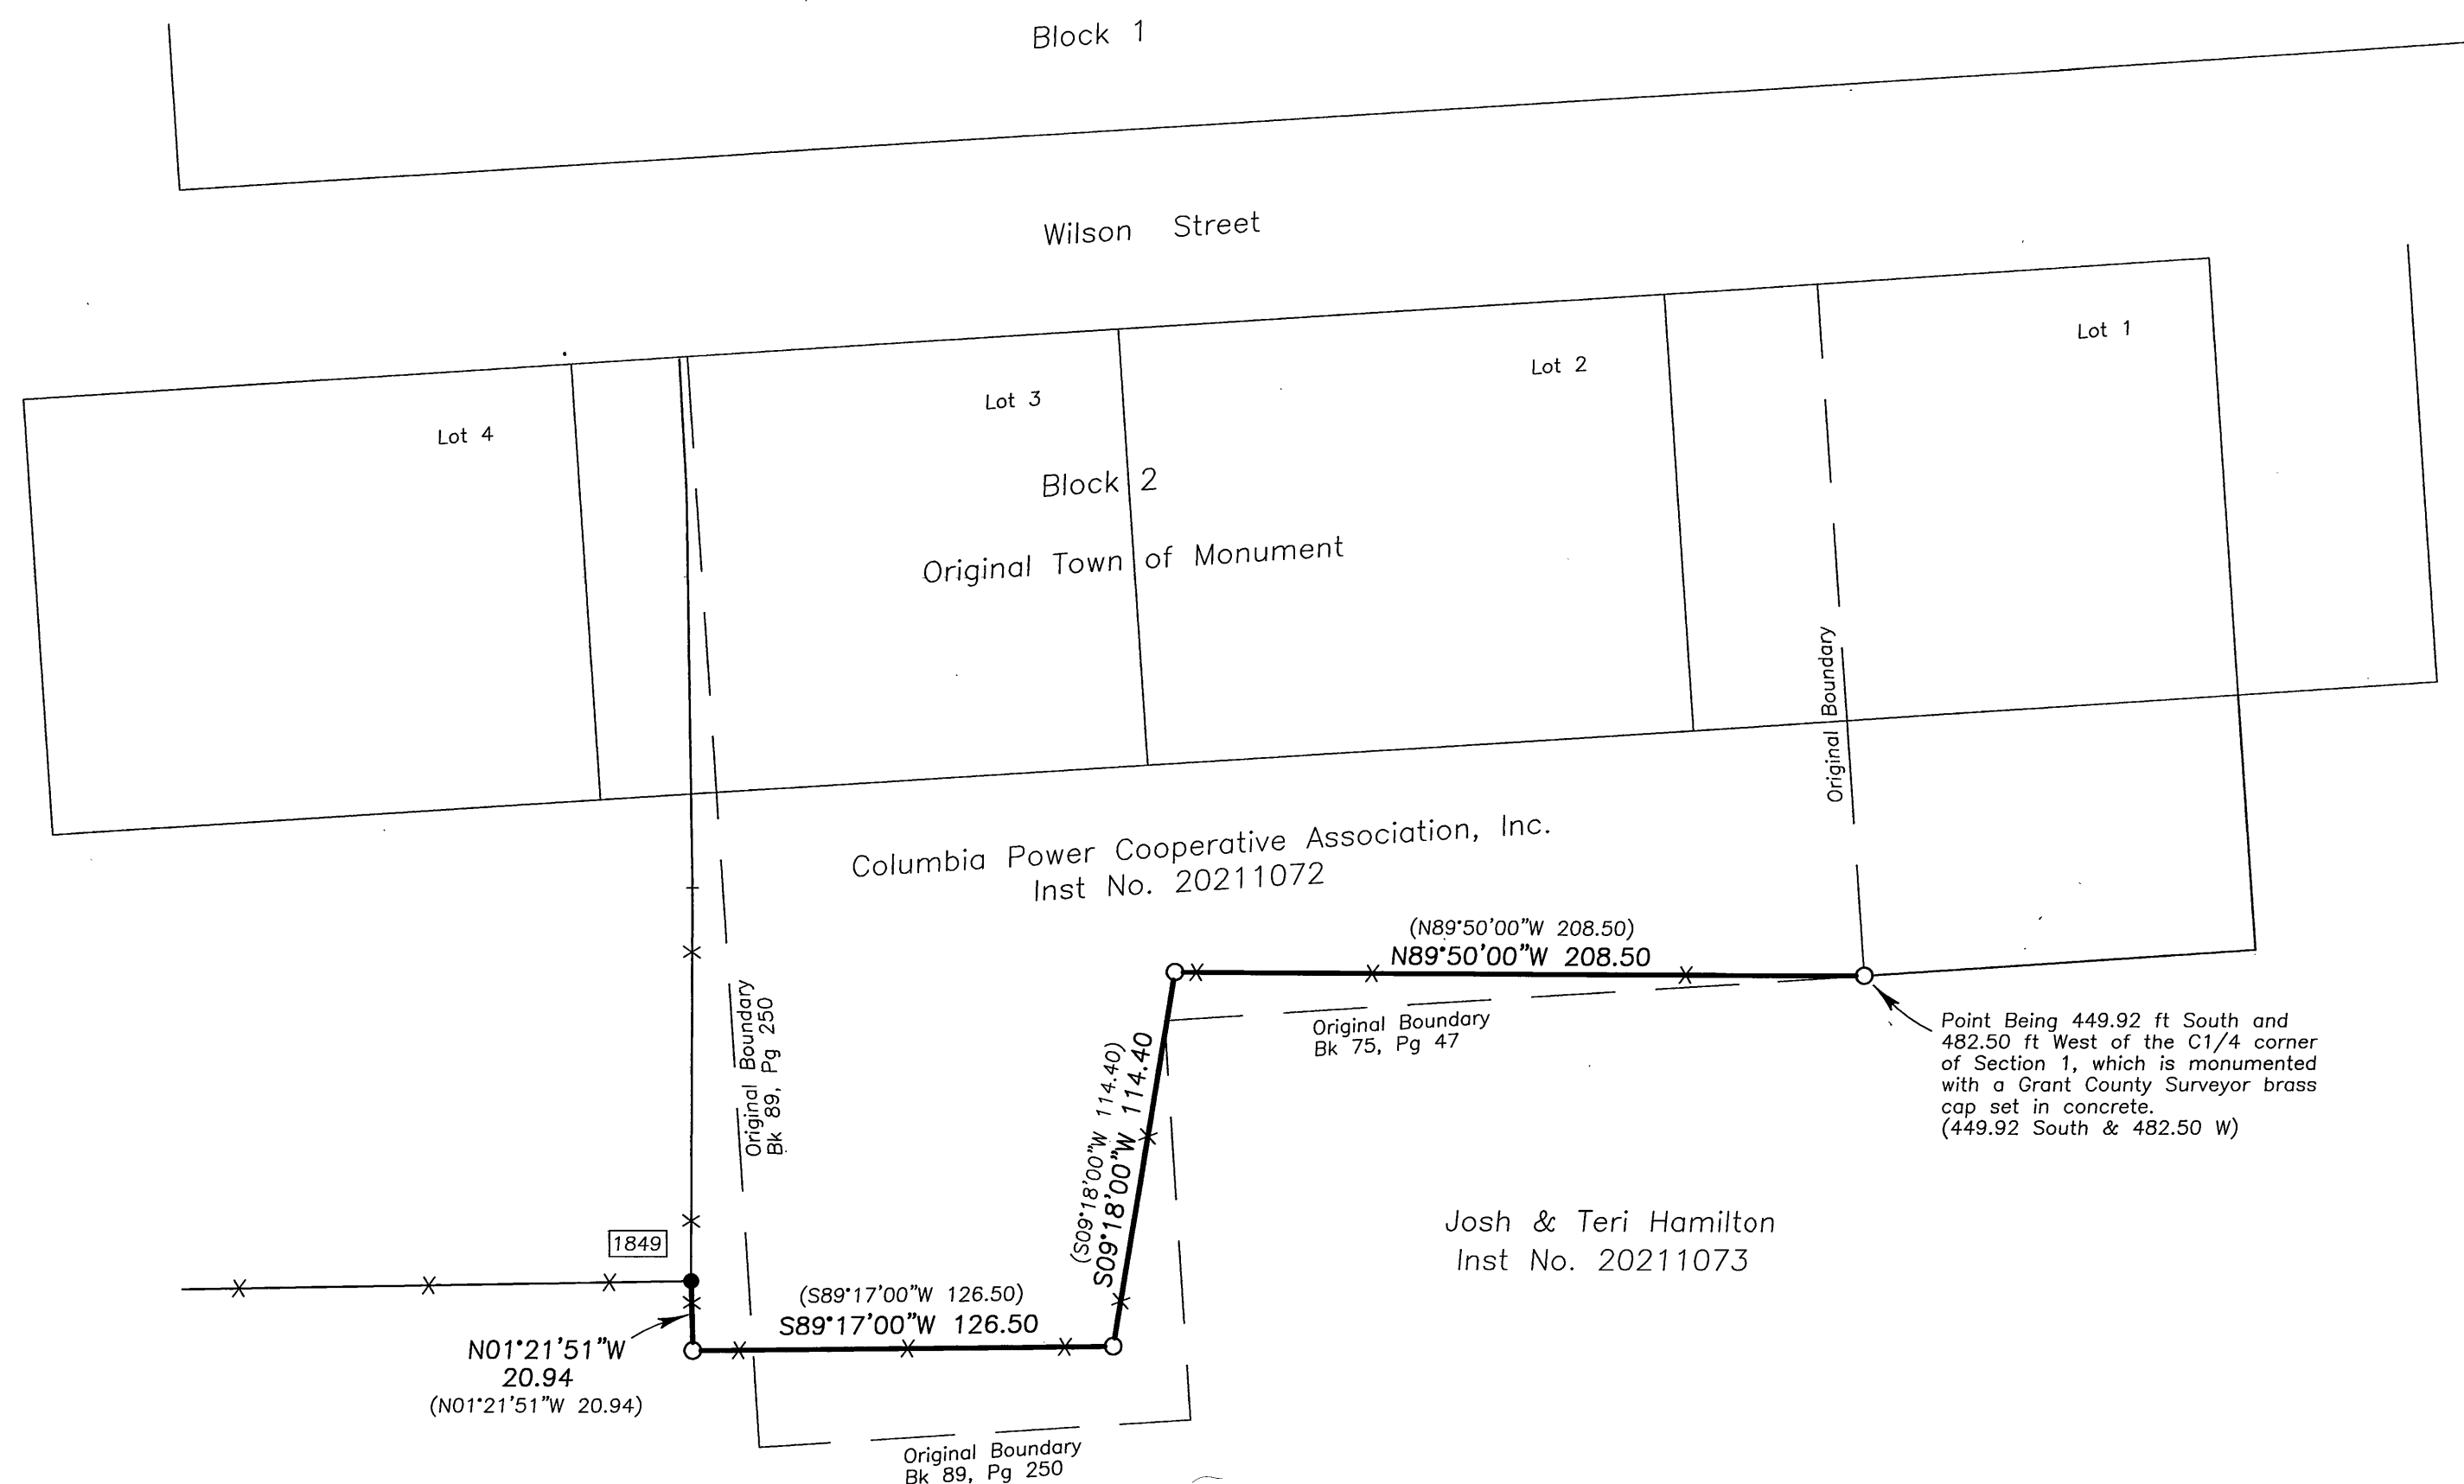 Block 1
Wilson Street
Lot 1
Lot 2
Lot 3
Lot 4
Block 2
Original Town of Monument
Original Boundary
Columbia Power Cooperative Association, Inc.
Inst No. 20211072
(N89°50'00"W 208.50)
N89°50'00"W 208.50
Original Boundary
Bk 75, Pg 47
Point Being 449.92 ft South and
482.50 ft West of the C1/4 corner
of Section 1, which is monumented
with a Grant County Surveyor brass
cap set in concrete.
(449.92 South & 482.50 W)
Original Boundary
Bk 89, Pg 250
(S09°18'00"W 114.40)
S09°18'00"W 114.40
Josh & Teri Hamilton
Inst No. 20211073
1849
(S89°17'00"W 126.50)
S89°17'00"W 126.50
N01°21'51"W
20.94
(N01°21'51"W 20.94)
Original Boundary
Bk 89, Pg 250